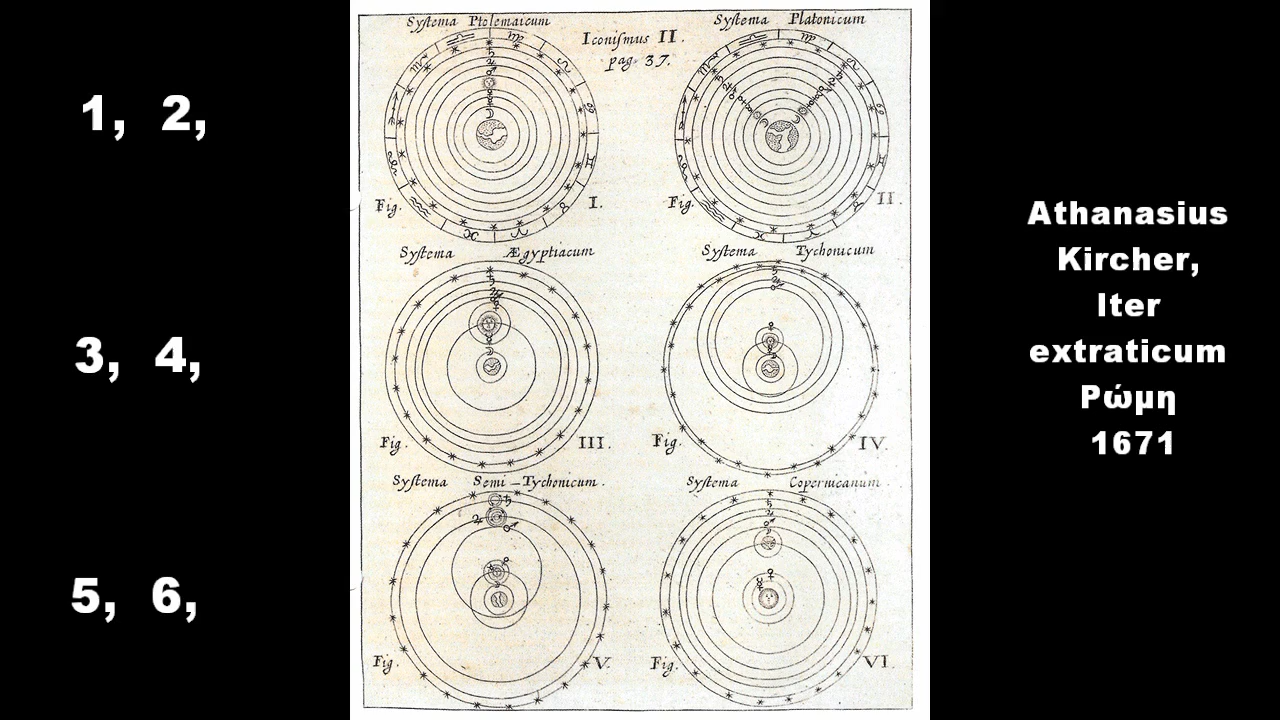 1, 2,
3, 4,
5, 6,
Systema Ptolemaicum
Iconiſmus II.
pag. 37.
Systema Platonicum
Fig. I.
Fig. II.
Systema Ægyptiacum
Systema Tychonicum
Fig. III.
Fig. IV.
Systema Semi-Tychonicum.
Systema Copernicanum.
Fig. V.
Fig. VI.
Athanasius
Kircher,
Iter
extraticum
Ρώμη
1671